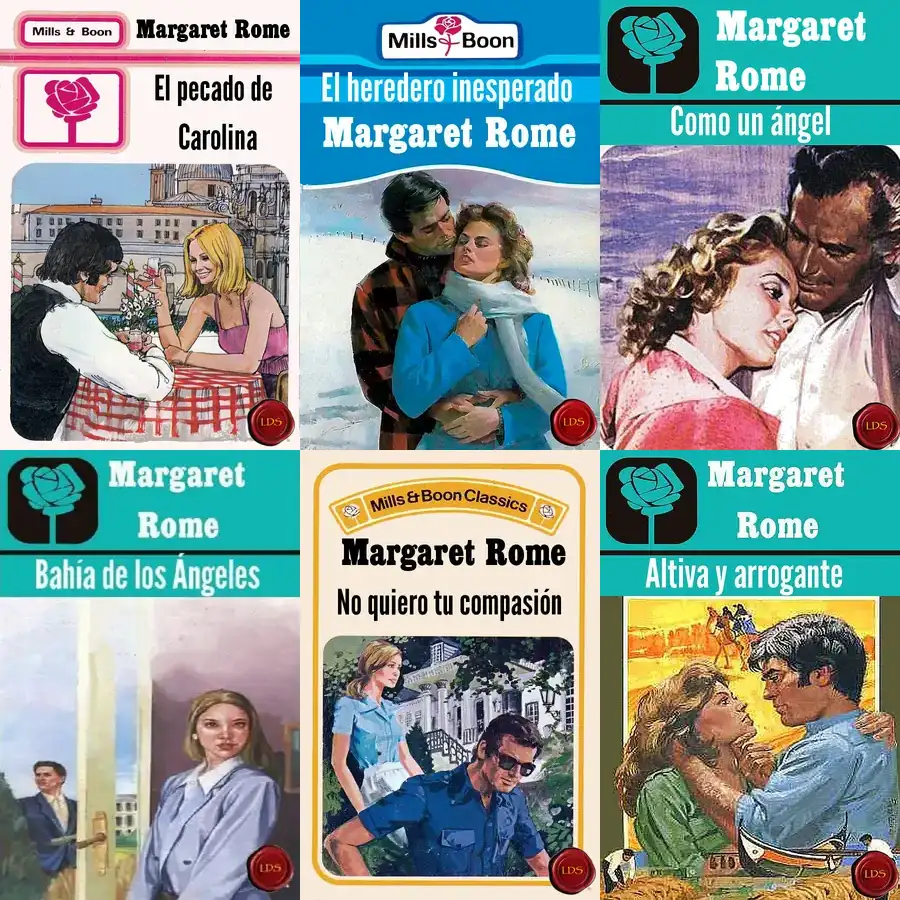 Mills & Boon
Margaret Rome
El pecado de
Carolina
LDS
Mills & Boon
El heredero inesperado
Margaret Rome
LDS
Margaret
Rome
Como un ángel
LDS
Margaret
Rome
Bahía de los Ángeles
LDS
Mills & Boon Classics
Margaret Rome
No quiero tu compasión
LDS
Margaret
Rome
Altiva y arrogante
LDS